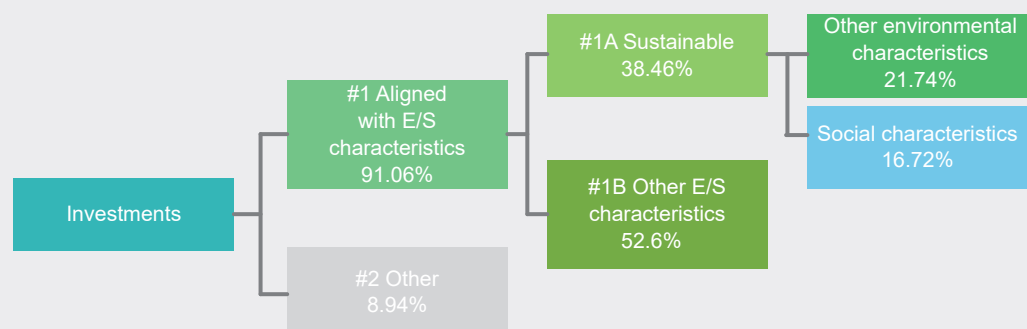 Investments
#1 Aligned
with E/S
characteristics
91.06%
#2 Other
8.94%
#1A Sustainable
38.46%
#1B Other E/S
characteristics
52.6%
Other environmental
characteristics
21.74%
Social characteristics
16.72%